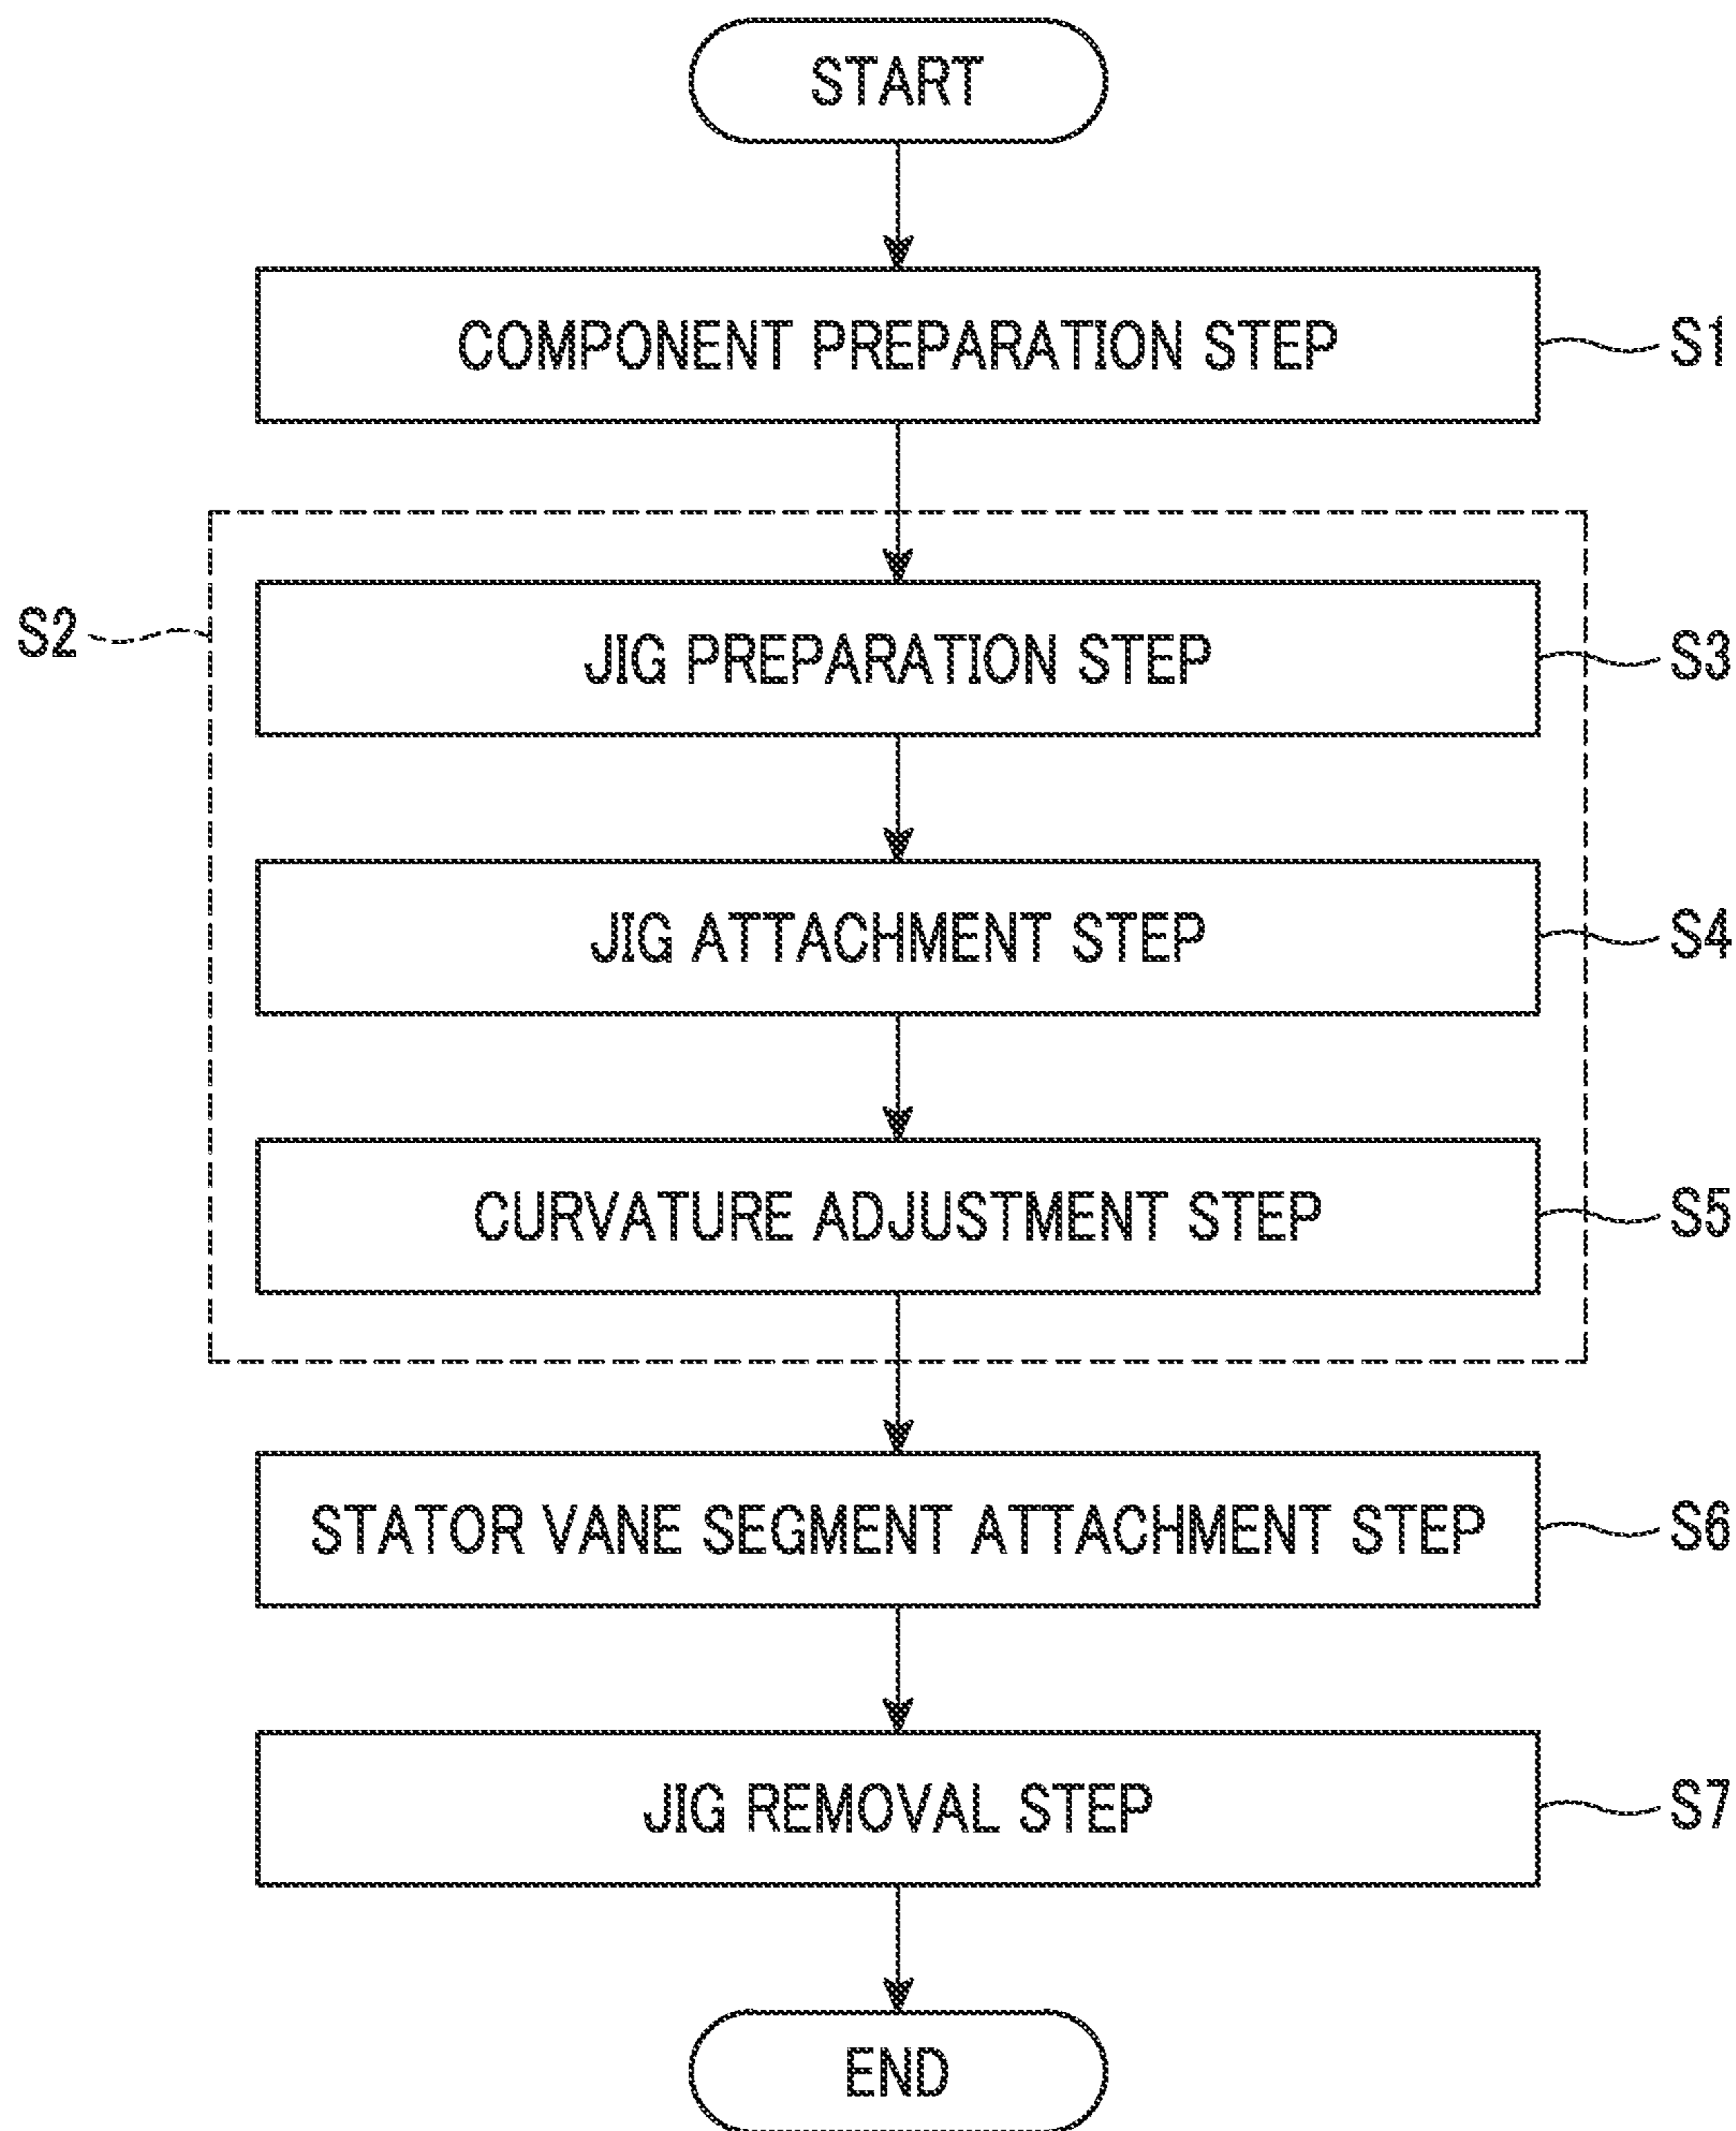 START
COMPONENT PREPARATION STEP
S1
S2
JIG PREPARATION STEP
S3
JIG ATTACHMENT STEP
S4
CURVATURE ADJUSTMENT STEP
S5
STATOR VANE SEGMENT ATTACHMENT STEP
S6
JIG REMOVAL STEP
S7
END